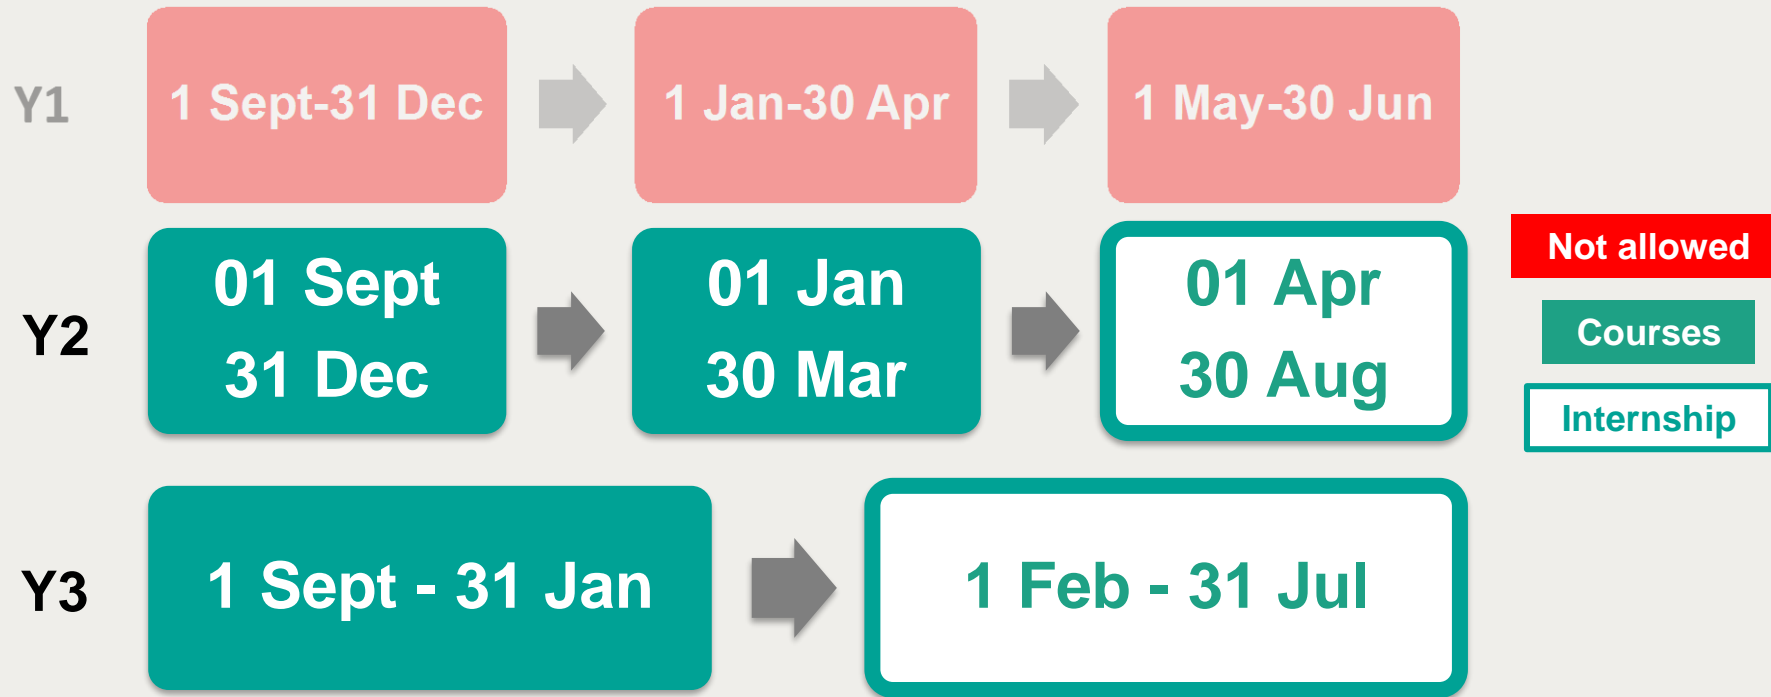 Y1
1 Sept-31 Dec
1 Jan-30 Apr
1 May-30 Jun
Y2
01 Sept
31 Dec
01 Jan
30 Mar
01 Apr
30 Aug
Y3
1 Sept - 31 Jan
1 Feb - 31 Jul
Not allowed
Courses
Internship